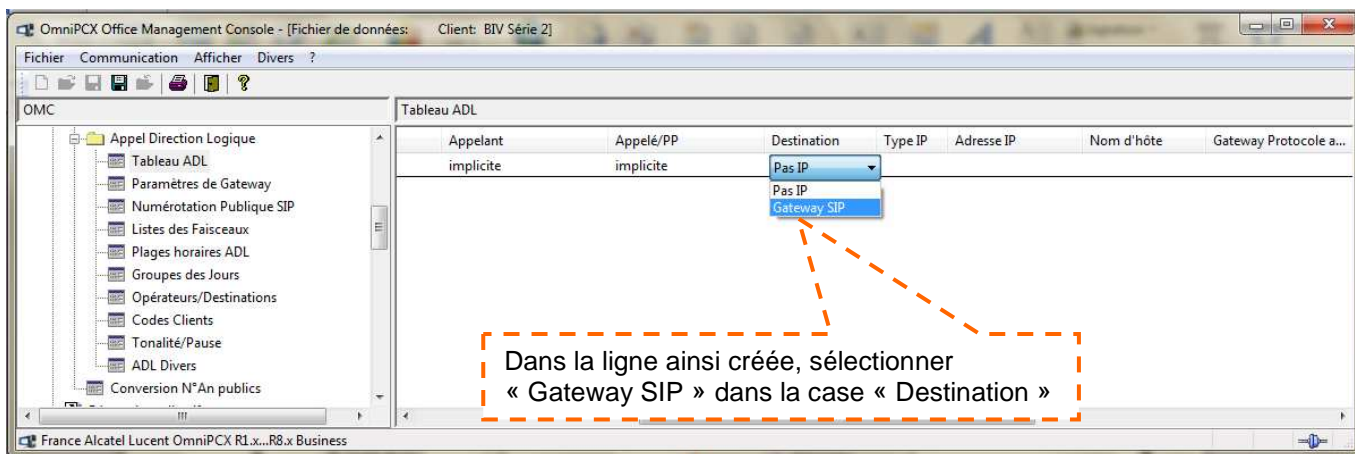 OmniPCX Office Management Console - [Fichier de données: Client: BIV Série 2]
Fichier Communication Afficher Divers ?
OMC
Tableau ADL
Appel Direction Logique
Tableau ADL
Paramètres de Gateway
Numérotation Publique SIP
Listes des Faisceaux
Plages horaires ADL
Groupes des Jours
Opérateurs/Destinations
Codes Clients
Tonalité/Pause
ADL Divers
Conversion N°An publics
Appelant Appelé/PP Destination Type IP Adresse IP Nom d'hôte Gateway Protocole a...
implicite implicite Pas IP
Pas IP
Gateway SIP
Dans la ligne ainsi créée, sélectionner
« Gateway SIP » dans la case « Destination »
France Alcatel Lucent OmniPCX R1.x...R8.x Business